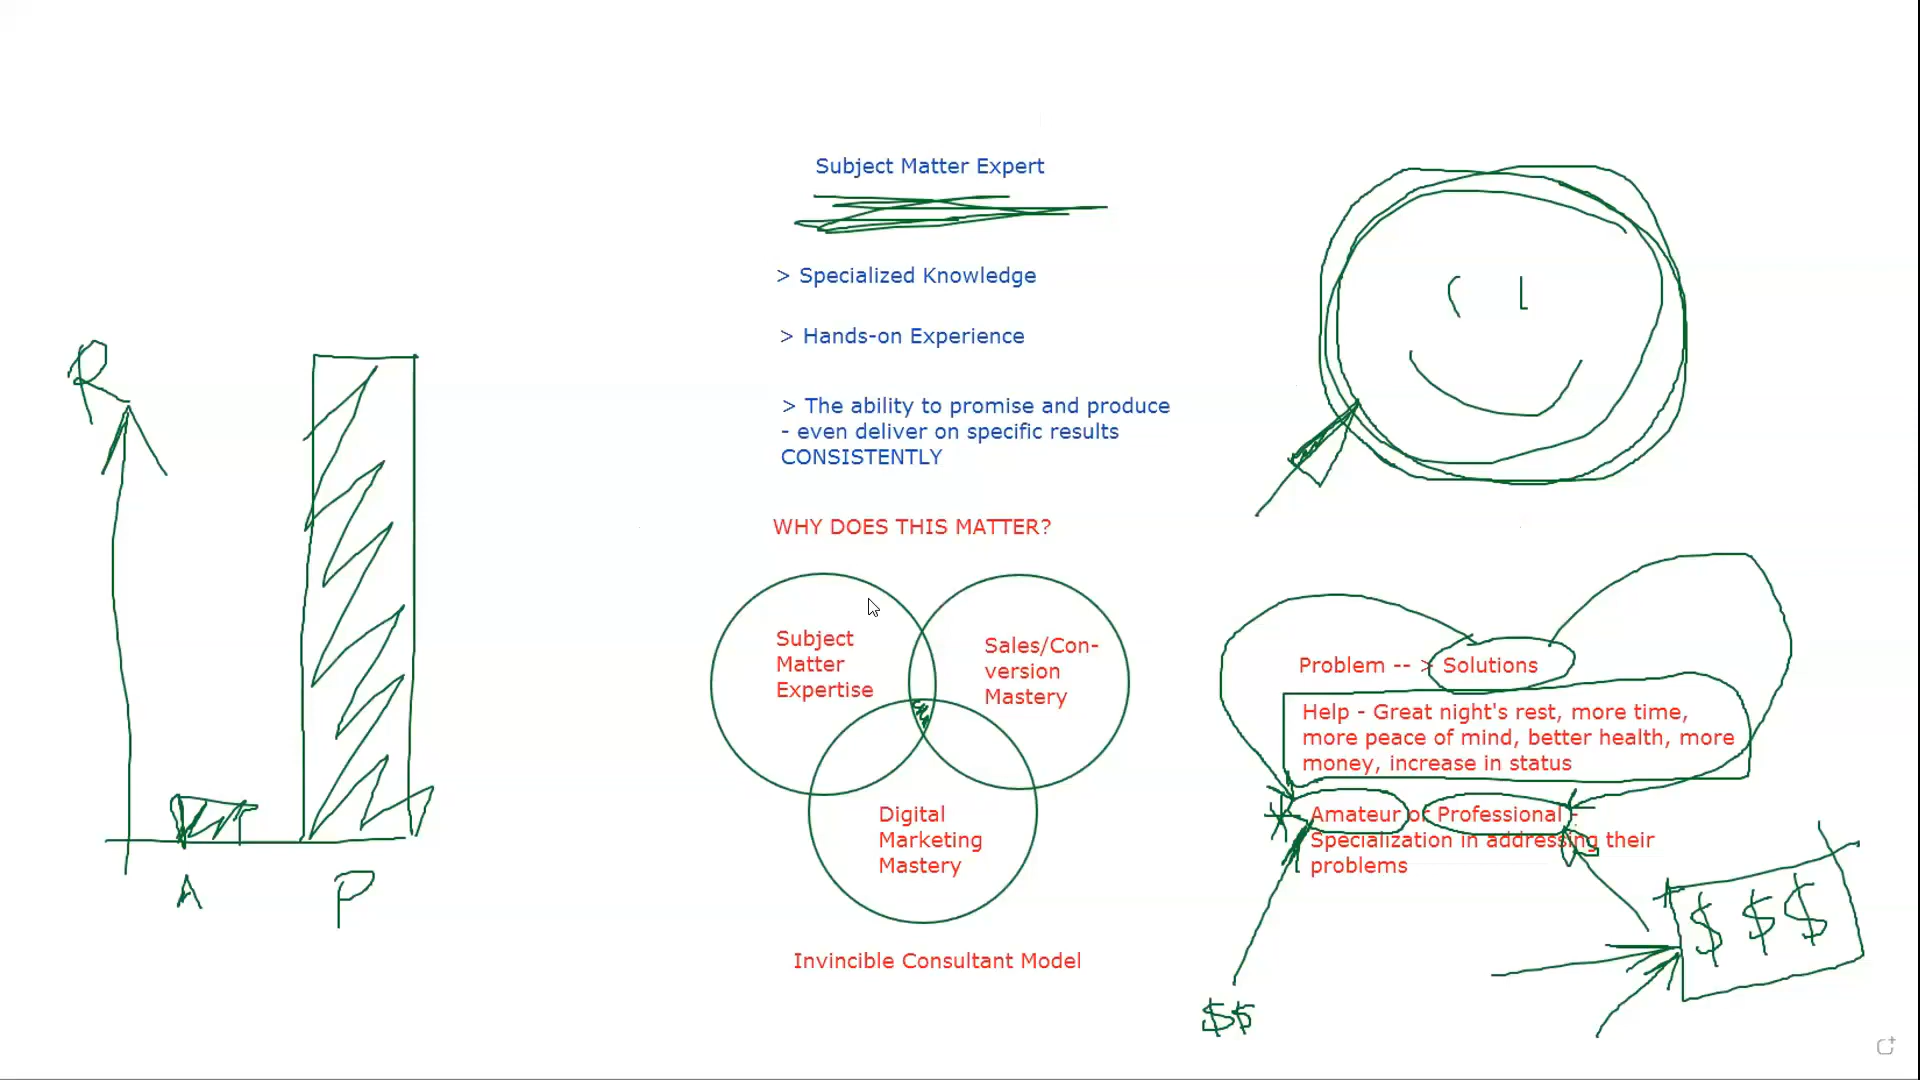 Subject Matter Expert
> Specialized Knowledge
> Hands-on Experience
> The ability to promise and produce
- even deliver on specific results
CONSISTENTLY
WHY DOES THIS MATTER?
Subject
Matter
Expertise
Sales/Con-
version
Mastery
Digital
Marketing
Mastery
Invincible Consultant Model
R
A
P
Problem -- > Solutions
Help - Great night's rest, more time,
more peace of mind, better health, more
money, increase in status
Amateur or Professional -
Specialization in addressing their
problems
$$
$$$